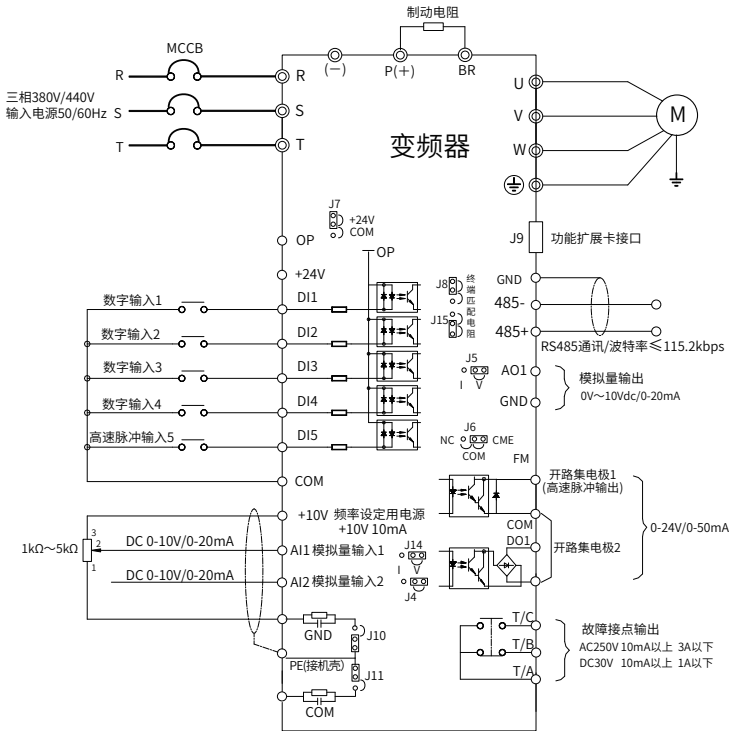 制动电阻
MCCB
(−)
P(+)
BR
R
R
三相380V/440V
输入电源50/60Hz
S
S
T
T
U
V
W
M
变频器
J7
+24V
COM
OP
OP
J9
功能扩展卡接口
+24V
数字输入1
DI1
数字输入2
DI2
数字输入3
DI3
数字输入4
DI4
高速脉冲输入5
DI5
COM
J8
J15
终端匹配电阻
GND
485-
485+
RS485通讯/波特率≤115.2kbps
J5
I
V
AO1
GND
模拟量输出
0V～10Vdc/0-20mA
J6
NC
CME
COM
FM
开路集电极1
(高速脉冲输出)
COM
DO1
开路集电极2
0-24V/0-50mA
+10V
频率设定用电源
+10V 10mA
1kΩ～5kΩ
3
2
1
DC 0-10V/0-20mA
AI1
模拟量输入1
J14
I
V
DC 0-10V/0-20mA
AI2
模拟量输入2
J4
GND
J10
PE(接机壳)
J11
COM
T/C
T/B
T/A
故障接点输出
AC250V 10mA以上 3A以下
DC30V 10mA以上 1A以下